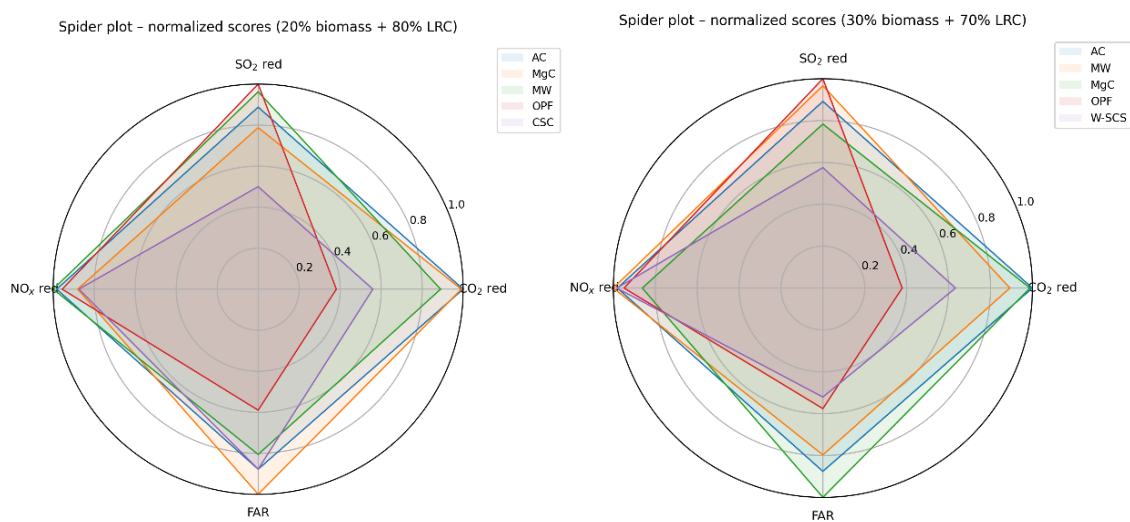 Spider plot – normalized scores (20% biomass + 80% LRC)
SO₂ red
AC
MgC
MW
OPF
CSC
1.0
0.8
0.6
0.4
0.2
NOₓ red
CO₂ red
FAR
Spider plot – normalized scores (30% biomass + 70% LRC)
SO₂ red
AC
MW
MgC
OPF
W-SCS
1.0
0.8
0.6
0.4
0.2
NOₓ red
CO₂ red
FAR